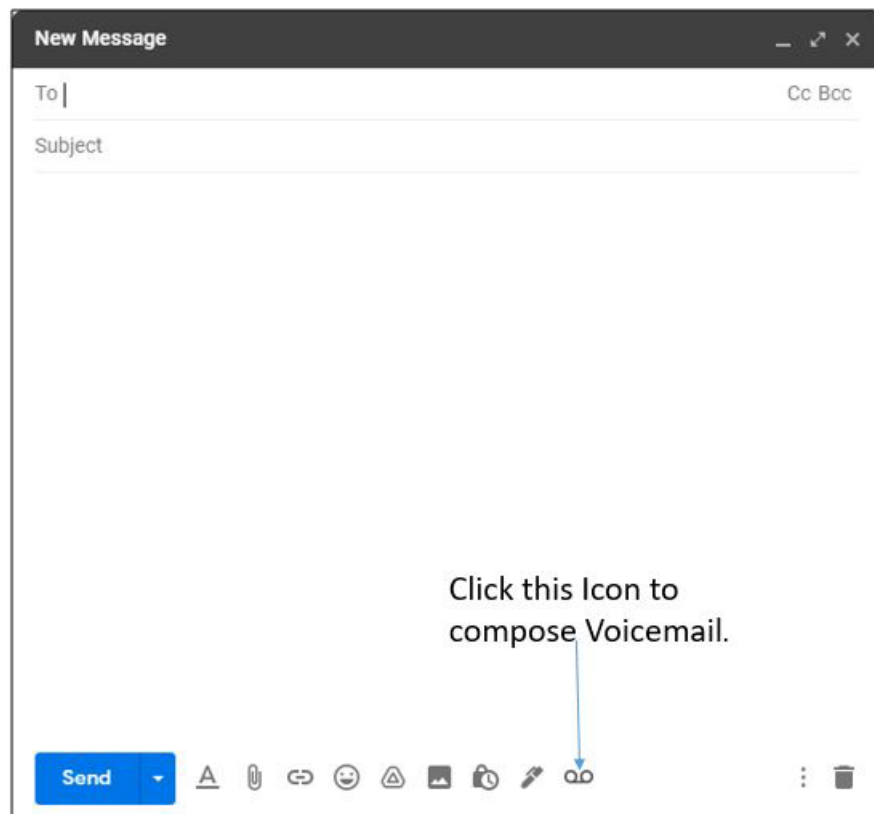 New Message
To Cc Bcc
Subject
Click this Icon to
compose Voicemail.
Send A